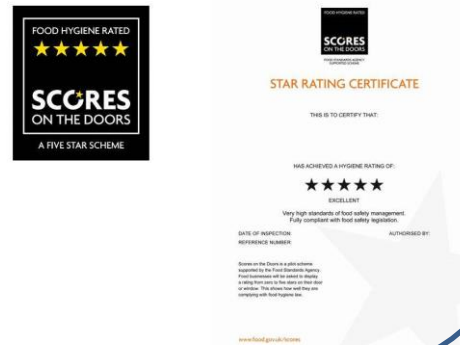 FOOD HYGIENE RATED
SCORES
ON THE DOORS
A FIVE STAR SCHEME
FOOD HYGIENE RATED
SCORES
ON THE DOORS
FOOD STANDARDS AGENCY
SUPPORTED SCHEME
STAR RATING CERTIFICATE
THIS IS TO CERTIFY THAT:
HAS ACHIEVED A HYGIENE RATING OF:
EXCELLENT
Very high standards of food safety management.
Fully compliant with food safety legislation.
DATE OF INSPECTION:
AUTHORISED BY:
REFERENCE NUMBER:
Scores on the Doors is a pilot scheme
supported by the Food Standards Agency.
Food businesses will be asked to display
a rating from zero to five stars on their door
or window. This shows how well they are
complying with food hygiene law.
www.food.gov.uk/scores